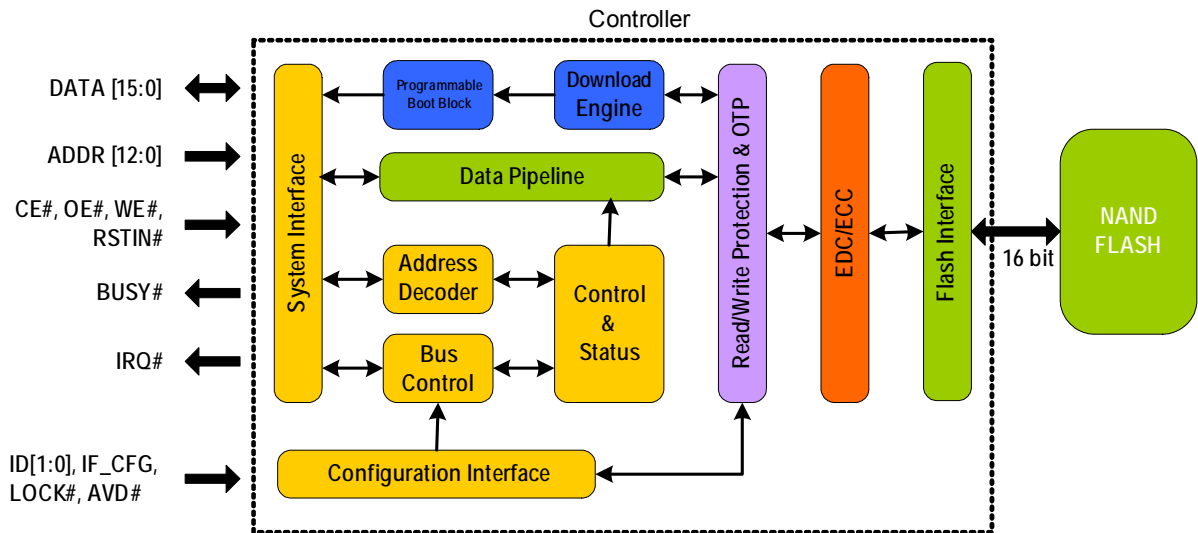 Controller
DATA [15:0]
ADDR [12:0]
CE#, OE#, WE#,
RSTIN#
BUSY#
IRQ#
ID[1:0], IF_CFG,
LOCK#, AVD#
System Interface
Programmable
Boot Block
Download
Engine
Data Pipeline
Address
Decoder
Control
&
Status
Bus
Control
Configuration Interface
Read/Write Protection & OTP
EDC/ECC
Flash Interface
16 bit
NAND
FLASH